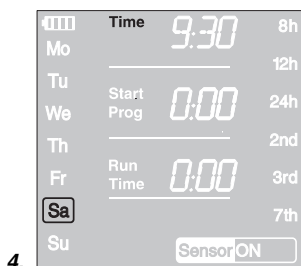 Time 9:30 8h
Mo
12h
Tu
Start
Prog 0:00 24h
We
Th 2nd
Run
Time 0:00
Fr 3rd
Sa 7th
Su
Sensor ON
4.